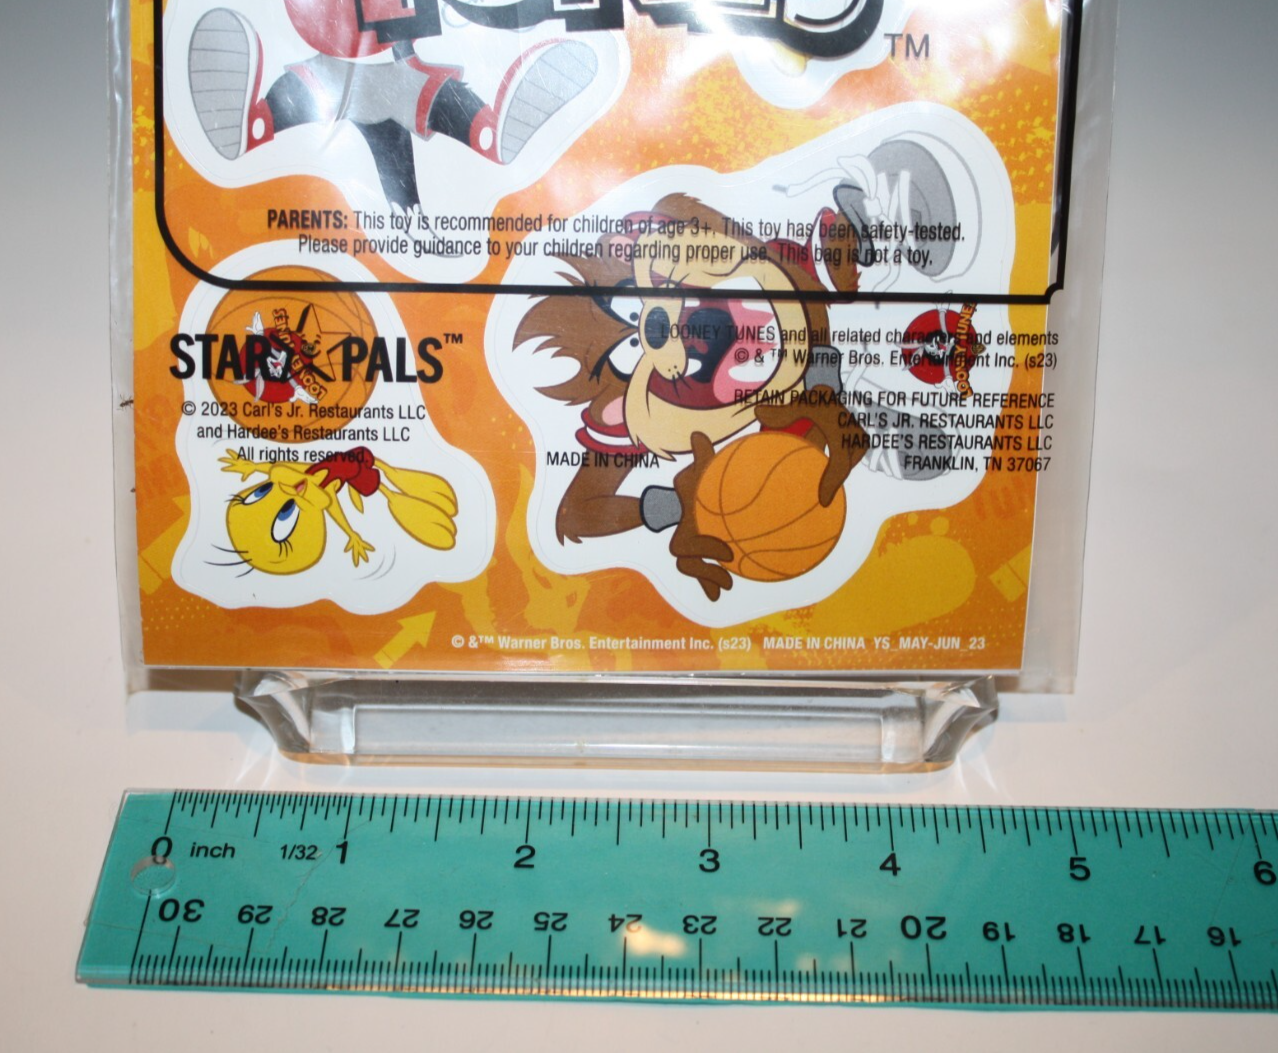 TM
PARENTS: This toy is recommended for children of age 3+. This toy has been safety-tested.
Please provide guidance to your children regarding proper use. This bag is not a toy.
STAR PALS™
© 2023 Carl's Jr. Restaurants LLC
and Hardee's Restaurants LLC
All rights reserved.
LOONEY TUNES and all related characters and elements
© & ™ Warner Bros. Entertainment Inc. (s23)
RETAIN PACKAGING FOR FUTURE REFERENCE
CARL'S JR. RESTAURANTS LLC
HARDEE'S RESTAURANTS LLC
FRANKLIN, TN 37067
MADE IN CHINA
LOONEY TUNES
© &™ Warner Bros. Entertainment Inc. (s23) MADE IN CHINA YS_MAY-JUN_23
0 inch 1/32 1 2 3 4 5 6
30 29 28 27 26 25 24 23 22 21 20 19 18 17 16